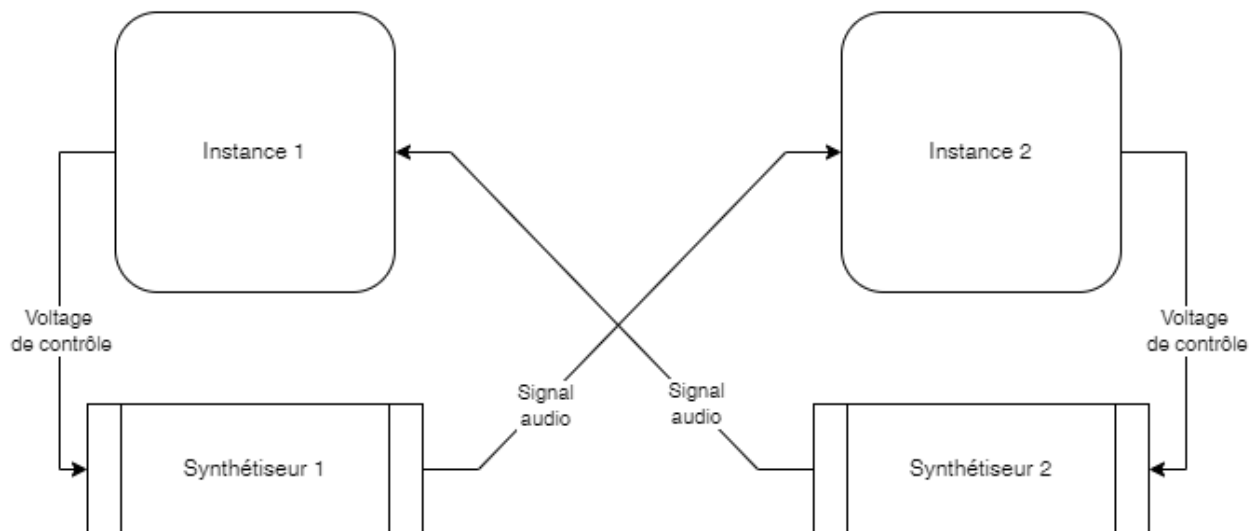 Instance 1
Instance 2
Voltage
de contrôle
Voltage
de contrôle
Signal
audio
Signal
audio
Synthétiseur 1
Synthétiseur 2